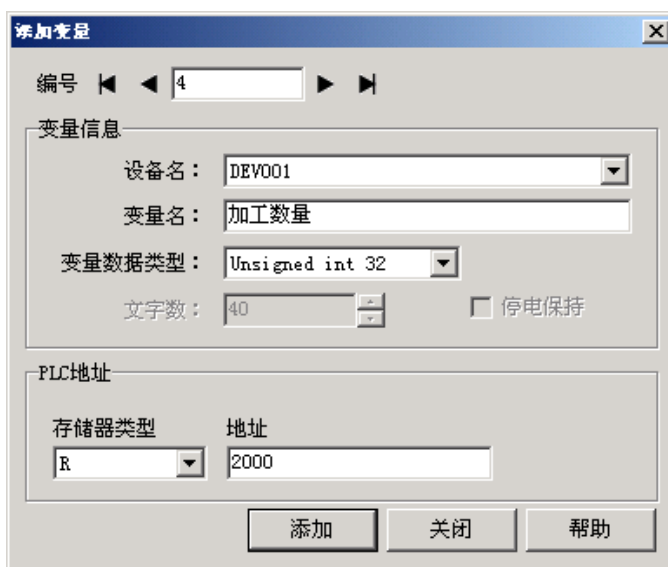 添加变量
编号 4
变量信息
设备名： DEV001
变量名： 加工数量
变量数据类型： Unsigned int 32
文字数： 40 停电保持
PLC地址
存储器类型 地址
R 2000
添加 关闭 帮助